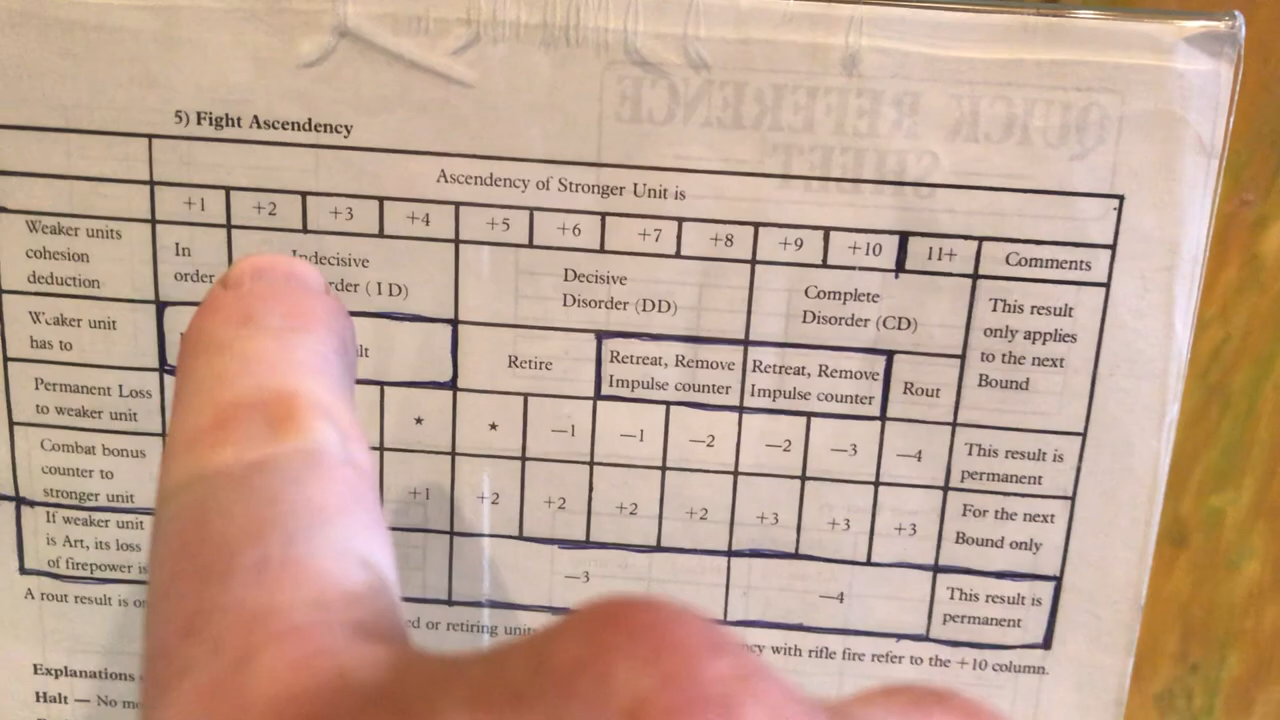 QUICK REFERENCE
SHEET
5) Fight Ascendency
Ascendency of Stronger Unit is
+1 +2 +3 +4 +5 +6 +7 +8 +9 +10 11+ Comments
Weaker units
cohesion
deduction
In
order
Indecisive
( I D)
Decisive
Disorder (DD)
Complete
Disorder (CD)
This result
only applies
to the next
Bound
Weaker unit
has to
Retire
Retreat, Remove
Impulse counter
Retreat, Remove
Impulse counter
Rout
Permanent Loss
to weaker unit
★ ★ —1 —1 —2 —2 —3 —4
This result is
permanent
Combat bonus
counter to
stronger unit
+1 +2 +2 +2 +2 +3 +3 +3
For the next
Bound only
If weaker unit
is Art, its loss
of firepower is
—3 —4
This result is
permanent
A rout result is
or retiring
with rifle fire refer to the +10 column.
Explanations
Halt — No